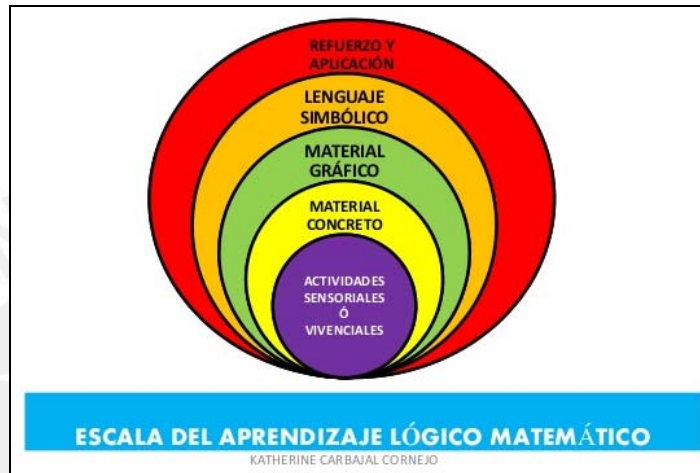 REFUERZO Y
APLICACIÓN
LENGUAJE
SIMBÓLICO
MATERIAL
GRÁFICO
MATERIAL
CONCRETO
ACTIVIDADES
SENSORIALES
Ó
VIVENCIALES
ESCALA DEL APRENDIZAJE LÓGICO MATEMÁTICO
KATHERINE CARBAJAL CORNEJO